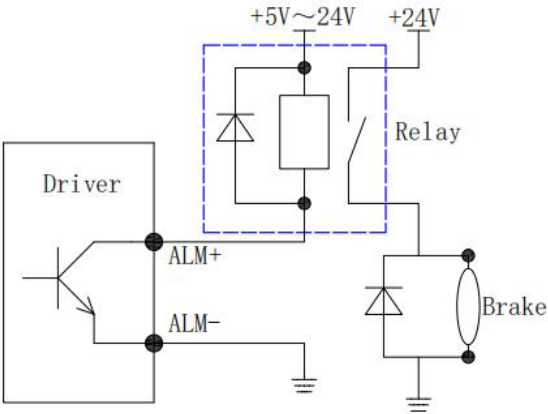 +5V～24V
+24V
Relay
Driver
ALM+
ALM-
Brake